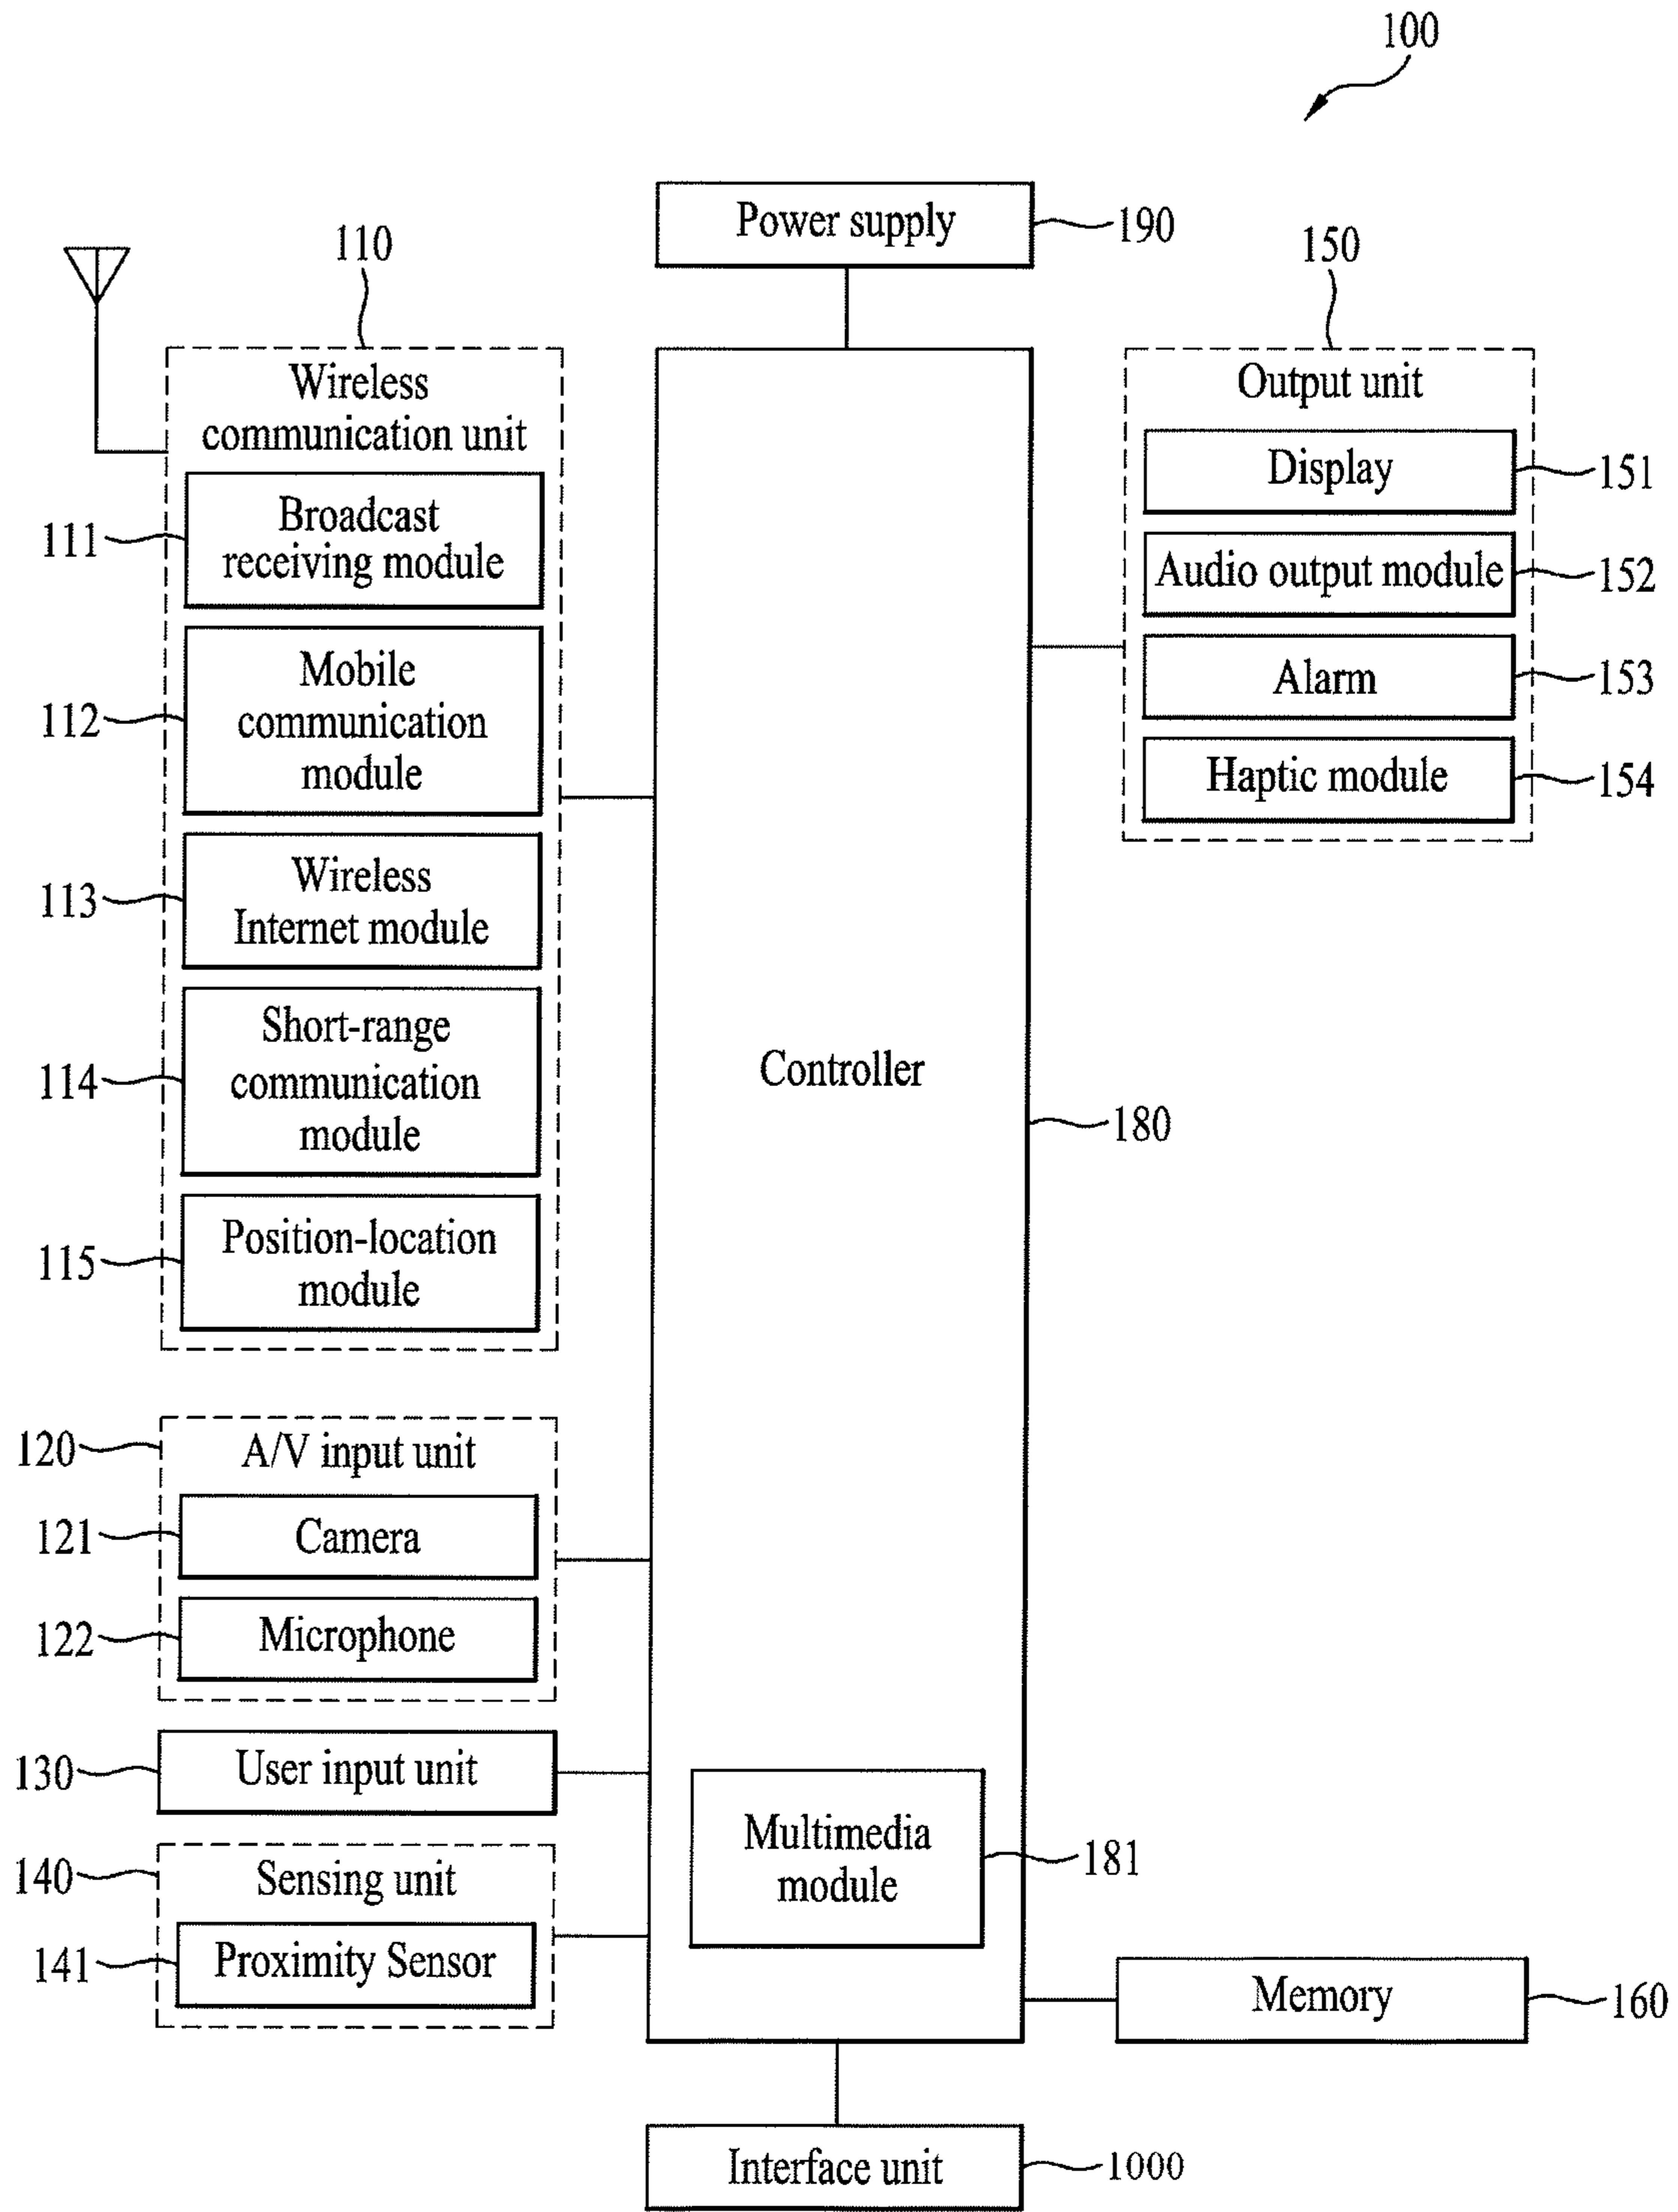 100
Power supply
190
110
150
Wireless
communication unit
Output unit
Broadcast
receiving module
111
Display
151
Audio output module
152
Mobile
communication
module
112
Alarm
153
Haptic module
154
Wireless
Internet module
113
Short-range
communication
module
114
Controller
180
Position-location
module
115
120
A/V input unit
121
Camera
122
Microphone
130
User input unit
Multimedia
module
181
140
Sensing unit
141
Proximity Sensor
Memory
160
Interface unit
1000